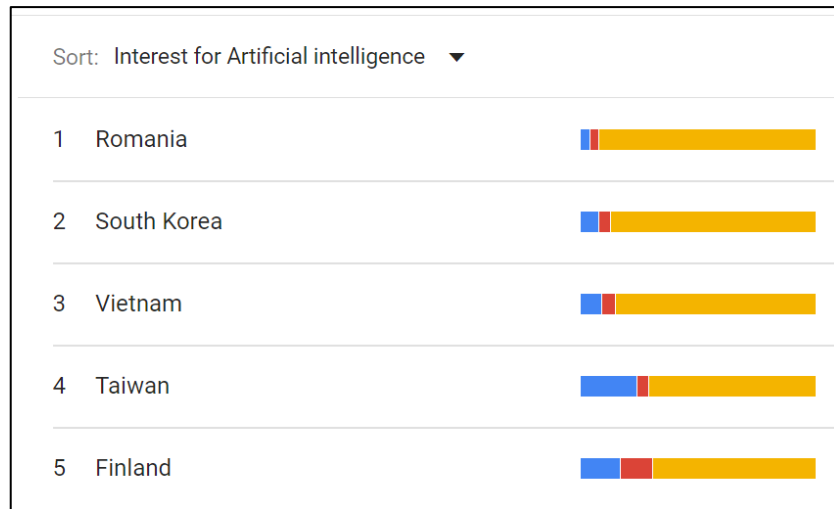 Sort: Interest for Artificial intelligence
1 Romania
2 South Korea
3 Vietnam
4 Taiwan
5 Finland